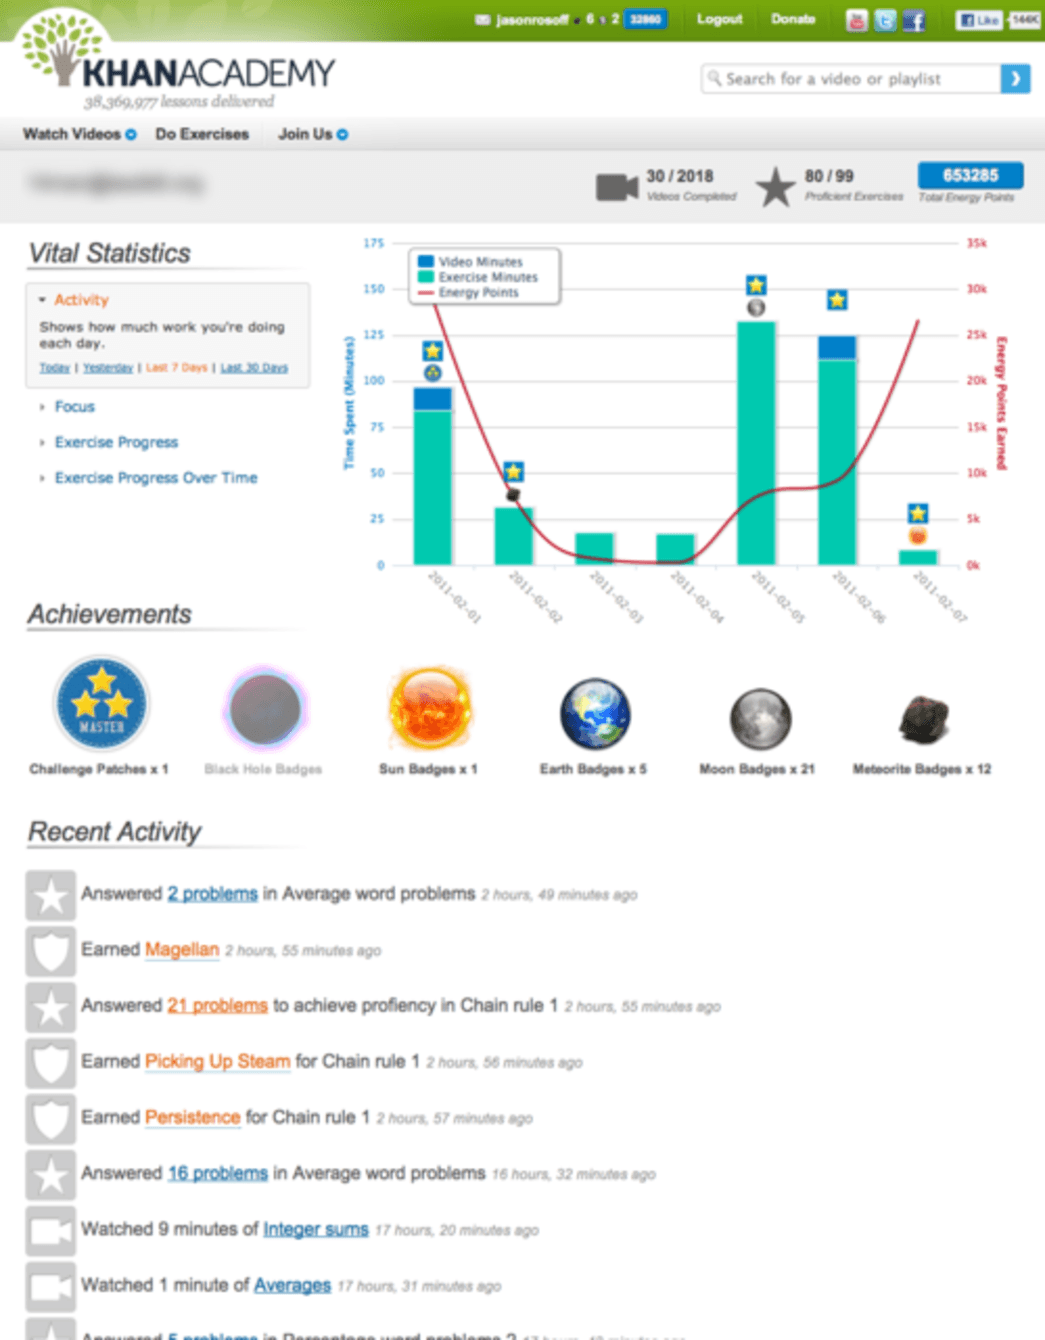 jasonrosoff 6 2 32860 Logout Donate Like 146K
KHANACADEMY
38,369,977 lessons delivered
Search for a video or playlist
Watch Videos Do Exercises Join Us
30 / 2018
Videos Completed
80 / 99
Proficient Exercises
653285
Total Energy Points
Vital Statistics
Activity
Shows how much work you're doing
each day.
Today | Yesterday | Last 7 Days | Last 30 Days
Focus
Exercise Progress
Exercise Progress Over Time
Video Minutes
Exercise Minutes
Energy Points
Time Spent (Minutes)
175
150
125
100
75
50
25
0
35k
30k
25k
20k
15k
10k
5k
0k
Energy Points Earned
2011-02-01
2011-02-02
2011-02-03
2011-02-04
2011-02-05
2011-02-06
2011-02-07
Achievements
MASTER
Challenge Patches x 1
Black Hole Badges
Sun Badges x 1
Earth Badges x 5
Moon Badges x 21
Meteorite Badges x 12
Recent Activity
Answered 2 problems in Average word problems 2 hours, 49 minutes ago
Earned Magellan 2 hours, 55 minutes ago
Answered 21 problems to achieve profiency in Chain rule 1 2 hours, 55 minutes ago
Earned Picking Up Steam for Chain rule 1 2 hours, 56 minutes ago
Earned Persistence for Chain rule 1 2 hours, 57 minutes ago
Answered 16 problems in Average word problems 16 hours, 32 minutes ago
Watched 9 minutes of Integer sums 17 hours, 20 minutes ago
Watched 1 minute of Averages 17 hours, 31 minutes ago
Answered 5 problems in Percentage word problems 2